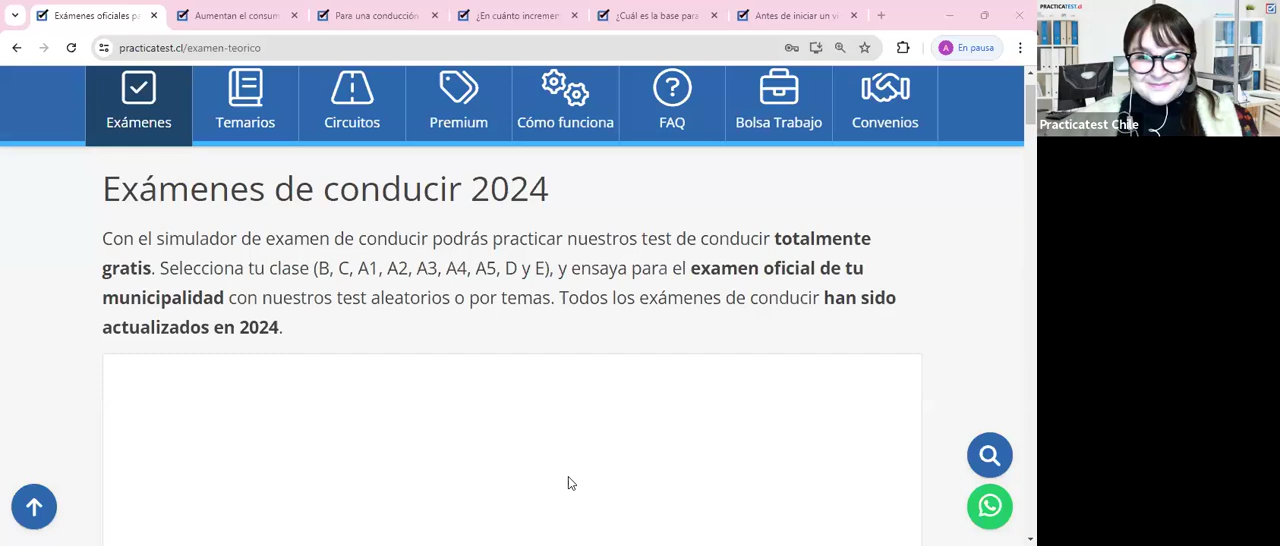 Exámenes oficiales pa
Aumentan el consum
Para una conducción
¿En cuánto incremen
¿Cuál es la base para
Antes de iniciar un v
practicatest.cl/examen-teorico
A
En pausa
Exámenes
Temarios
Circuitos
Premium
Cómo funciona
FAQ
Bolsa Trabajo
Convenios
Exámenes de conducir 2024
Con el simulador de examen de conducir podrás practicar nuestros test de conducir totalmente
gratis. Selecciona tu clase (B, C, A1, A2, A3, A4, A5, D y E), y ensaya para el examen oficial de tu
municipalidad con nuestros test aleatorios o por temas. Todos los exámenes de conducir han sido
actualizados en 2024.
PRACTICATEST.cl
Practicatest Chile